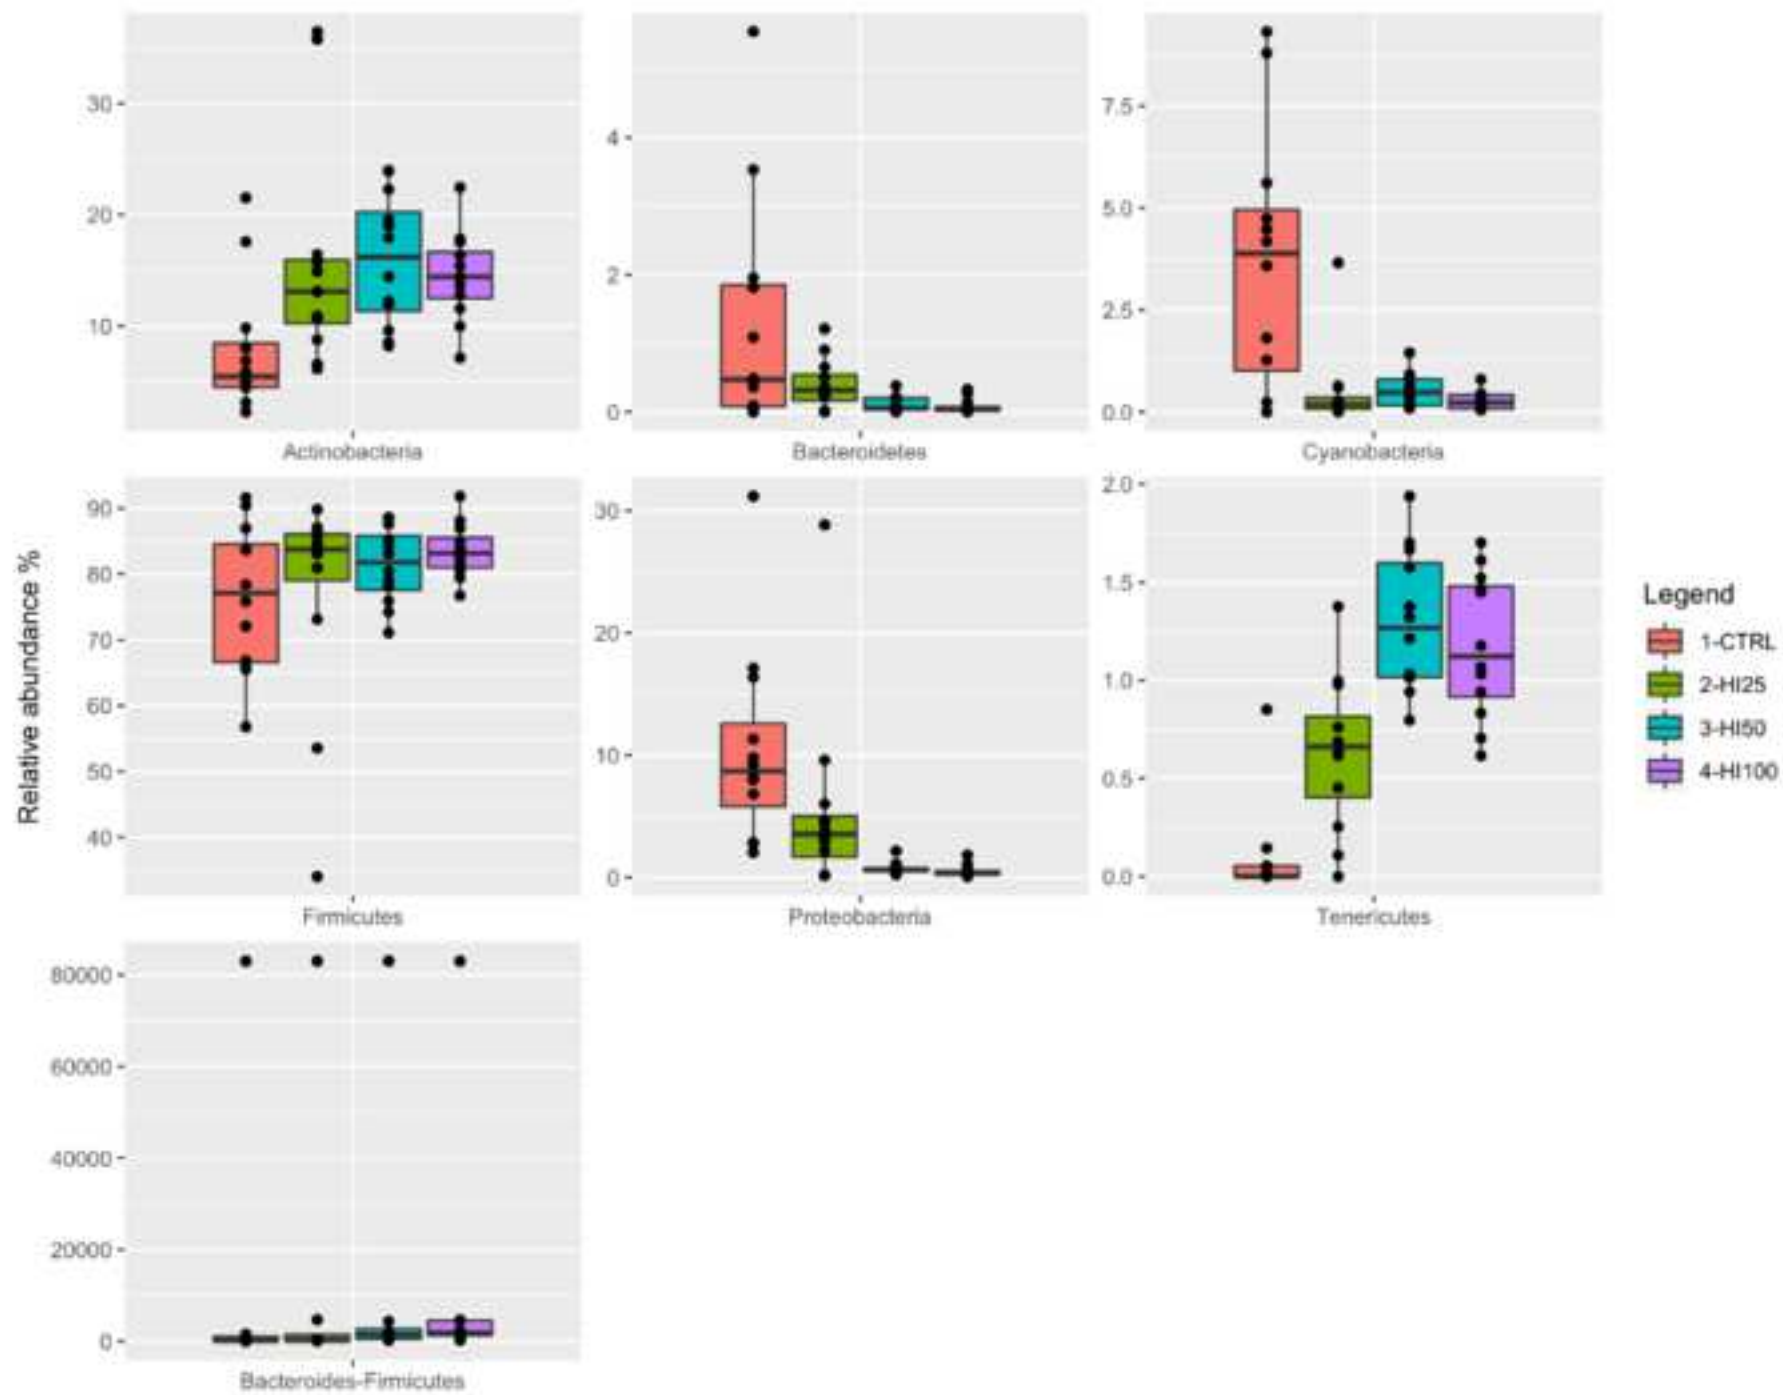 30
20
10
Actinobacteria
4
2
0
Bacteroidetes
7.5
5.0
2.5
0.0
Cyanobacteria
Relative abundance %
90
80
70
60
50
40
Firmicutes
30
20
10
0
Proteobacteria
2.0
1.5
1.0
0.5
0.0
Tenericutes
Legend
1-CTRL
2-HI25
3-HI50
4-HI100
80000
60000
40000
20000
0
Bacteroides-Firmicutes